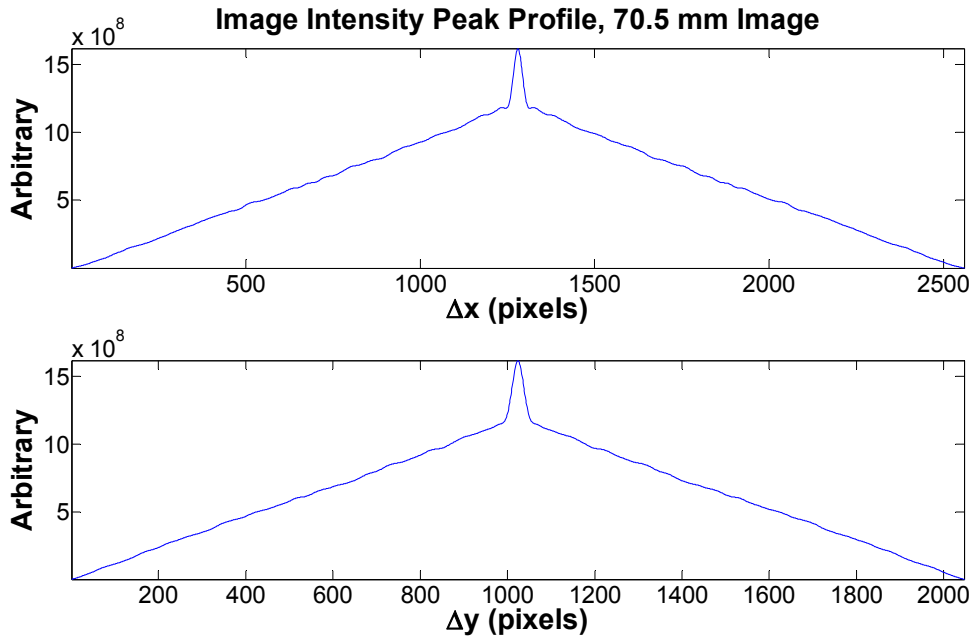 Image Intensity Peak Profile, 70.5 mm Image
x 10^8
15
10
5
Arbitrary
500 1000 1500 2000 2500
Δx (pixels)
x 10^8
15
10
5
Arbitrary
200 400 600 800 1000 1200 1400 1600 1800 2000
Δy (pixels)